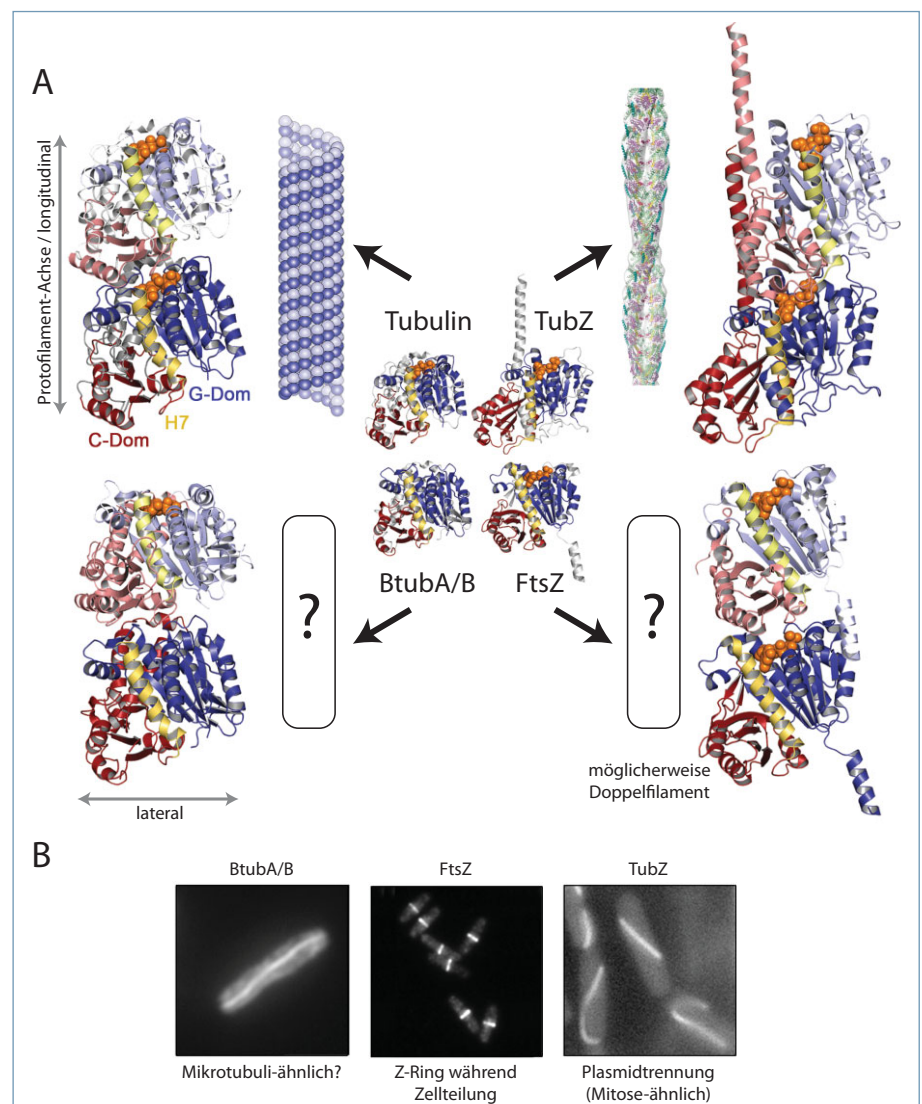 A
Protofilament-Achse / longitudinal
Tubulin
TubZ
G-Dom
H7
C-Dom
BtubA/B
FtsZ
?
?
möglicherweise
Doppelfilament
lateral
B
BtubA/B
FtsZ
TubZ
Mikrotubuli-ähnlich?
Z-Ring während
Zellteilung
Plasmidtrennung
(Mitose-ähnlich)